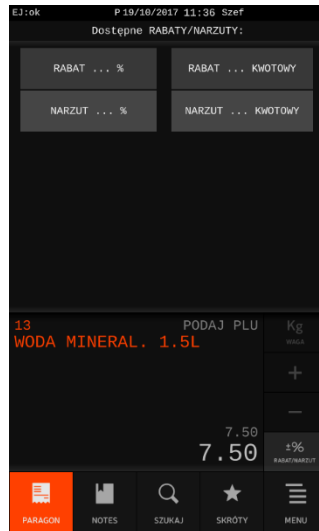 EJ:ok P 19/10/2017 11:36 Szef
Dostępne RABATY/NARZUTY:
RABAT ... % RABAT ... KWOTOWY
NARZUT ... % NARZUT ... KWOTOWY
13 PODAJ PLU Kg
WAGA
WODA MINERAL. 1.5L
+
−
7.50
7.50 ±%
RABAT/NARZUT
PARAGON NOTES SZUKAJ SKRÓTY MENU